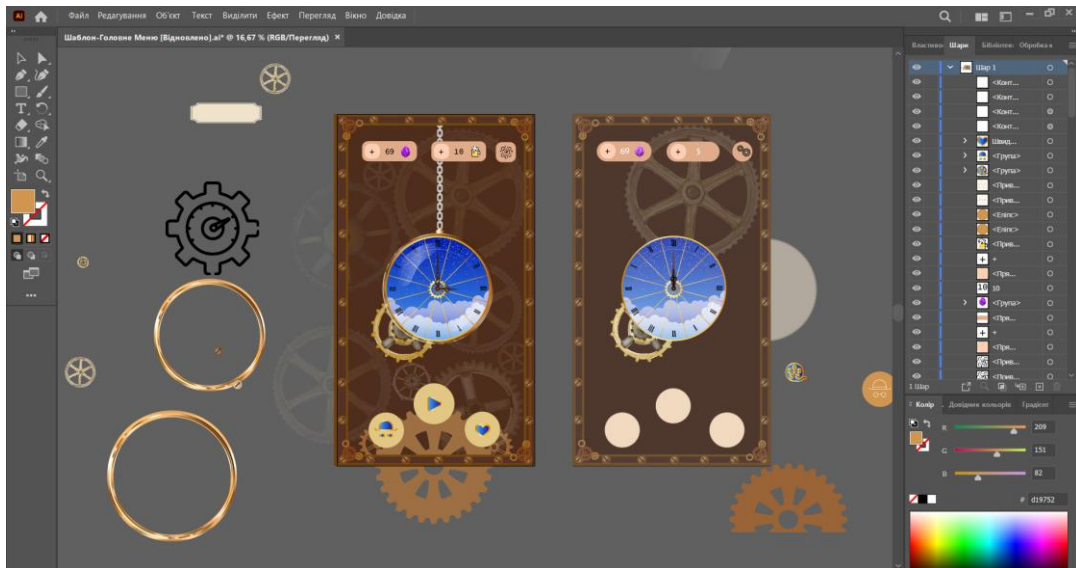 Ai Файл Редагування Об'єкт Текст Виділити Ефект Перегляд Вікно Довідка
Шаблон-Головне Меню [Відновлено].ai* @ 16,67 % (RGB/Перегляд) ×
Шари Обробка
Шар 1
<Конт...
<Конт...
<Конт...
<Конт...
Швид...
<Група>
<Група>
<Прив...
<Прив...
<Еліпс>
<Еліпс>
<Прив...
+
<Пря...
10
<Група>
<Пря...
+
<Пря...
<Прив...
<Прив...
1 Шар
+ 69 + 10
+ 69 + 5
Колір Довідник кольорів Градієнт
R 209
G 151
B 82
# d19752